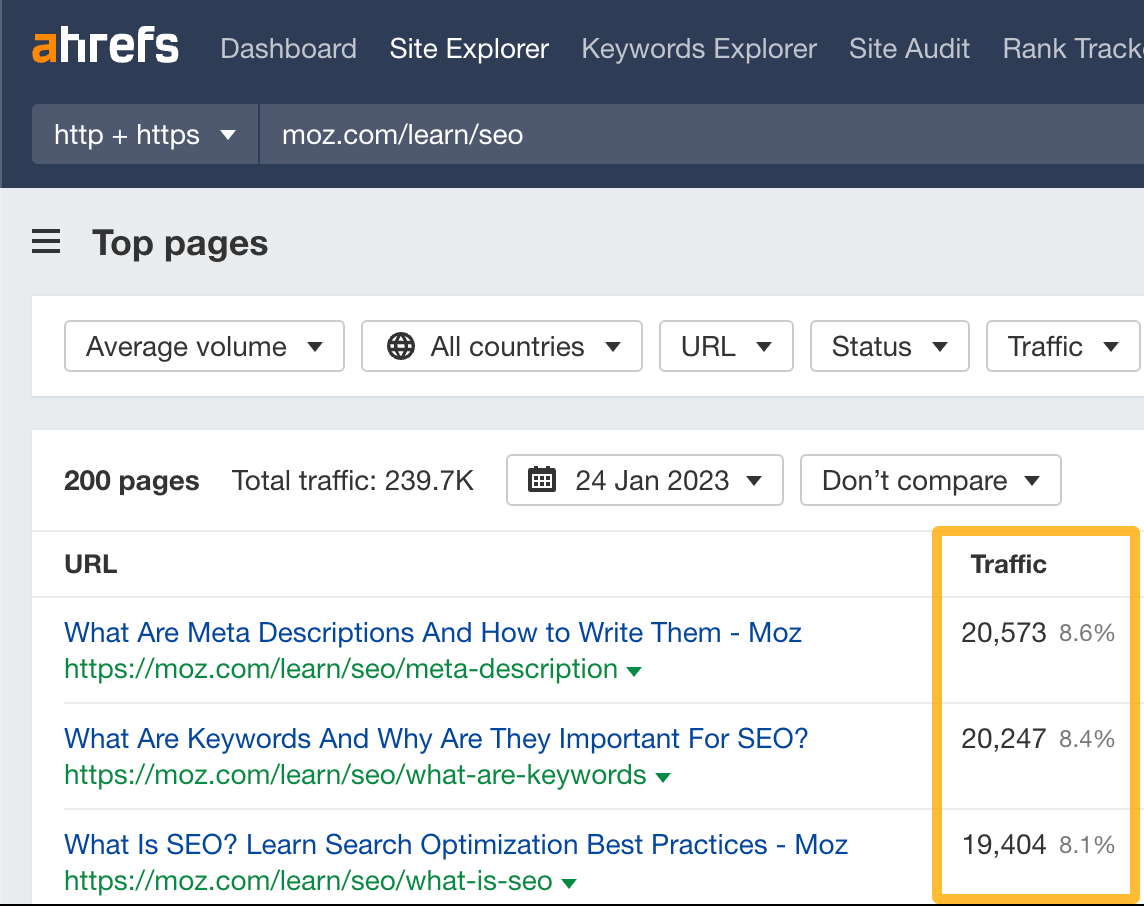 ahrefs Dashboard Site Explorer Keywords Explorer Site Audit Rank Track
http + https moz.com/learn/seo
Top pages
Average volume All countries URL Status Traffic
200 pages Total traffic: 239.7K 24 Jan 2023 Don't compare
URL Traffic
What Are Meta Descriptions And How to Write Them - Moz 20,573 8.6%
https://moz.com/learn/seo/meta-description
What Are Keywords And Why Are They Important For SEO? 20,247 8.4%
https://moz.com/learn/seo/what-are-keywords
What Is SEO? Learn Search Optimization Best Practices - Moz 19,404 8.1%
https://moz.com/learn/seo/what-is-seo